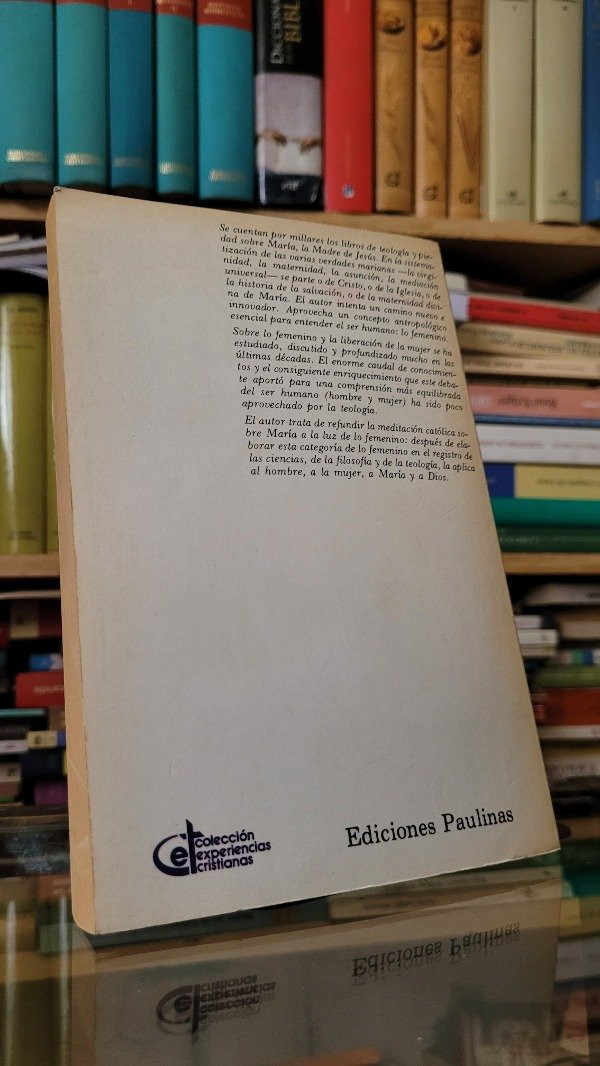 DICCIO
BIBL
Se cuentan por millares los libros de teología y pie-
dad sobre María, la Madre de Jesús. En la sistema-
tización de las varias verdades marianas —la virgi-
nidad, la maternidad, la asunción, la mediación
universal— se parte o de Cristo, o de la Iglesia, o de
la historia de la salvación, o de la maternidad divi-
na de María. El autor intenta un camino nuevo e
innovador. Aprovecha un concepto antropológico
esencial para entender el ser humano: lo femenino.
Sobre lo femenino y la liberación de la mujer se ha
estudiado, discutido y profundizado mucho en las
últimas décadas. El enorme caudal de conocimien-
tos y el consiguiente enriquecimiento que este deba-
te aportó para una comprensión más equilibrada
del ser humano (hombre y mujer) ha sido poco
aprovechado por la teología.
El autor trata de refundir la meditación católica so-
bre María a la luz de lo femenino: después de ela-
borar esta categoría de lo femenino en el registro de
las ciencias, de la filosofía y de la teología, la aplica
al hombre, a la mujer, a María y a Dios.
colección
experiencias
cristianas
Ediciones Paulinas